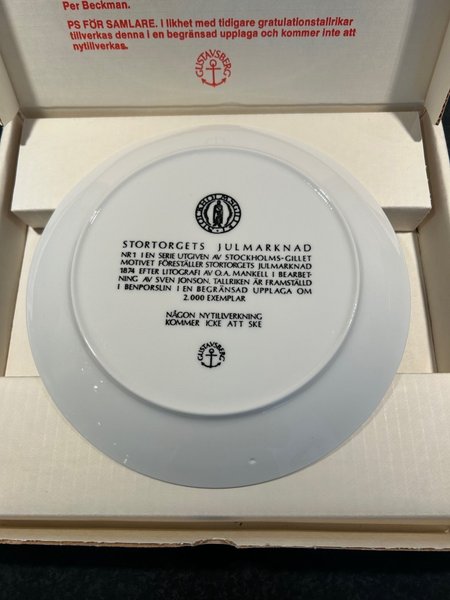 Per Beckman.
PS FÖR SAMLARE. I likhet med tidigare gratulationstallrikar
tillverkas denna i en begränsad upplaga och kommer inte att
nytillverkas.
GUSTAVSBERG
STORTORGETS JULMARKNAD
NR 1 I EN SERIE UTGIVEN AV STOCKHOLMS-GILLET
MOTIVET FÖRESTÄLLER STORTORGETS JULMARKNAD
1874 EFTER LITOGRAFI AV O.A. MANKELL I BEARBET-
NING AV SVEN JONSON. TALLRIKEN ÄR FRAMSTÄLLD
I BENPORSLIN I EN BEGRÄNSAD UPPLAGA OM
2.000 EXEMPLAR
NÅGON NYTILLVERKNING
KOMMER ICKE ATT SKE
GUSTAVSBERG